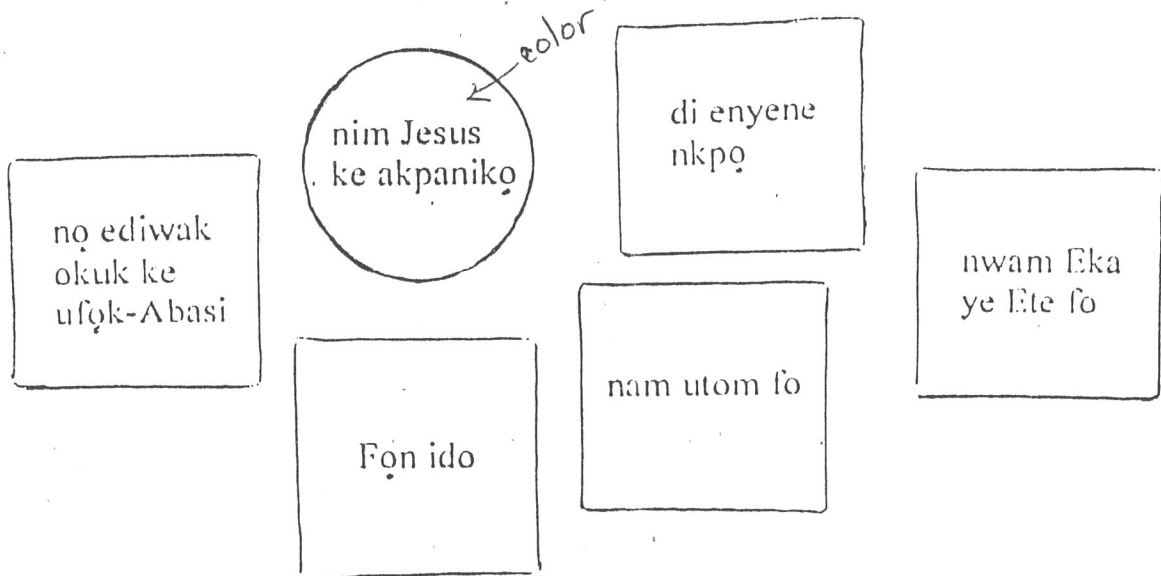 color
nim Jesus
ke akpanikọ
di enyene
nkpọ
nọ ediwak
okuk ke
ufọk-Abasi
nwam Eka
ye Ete fo
Fọn ido
nam utom fo